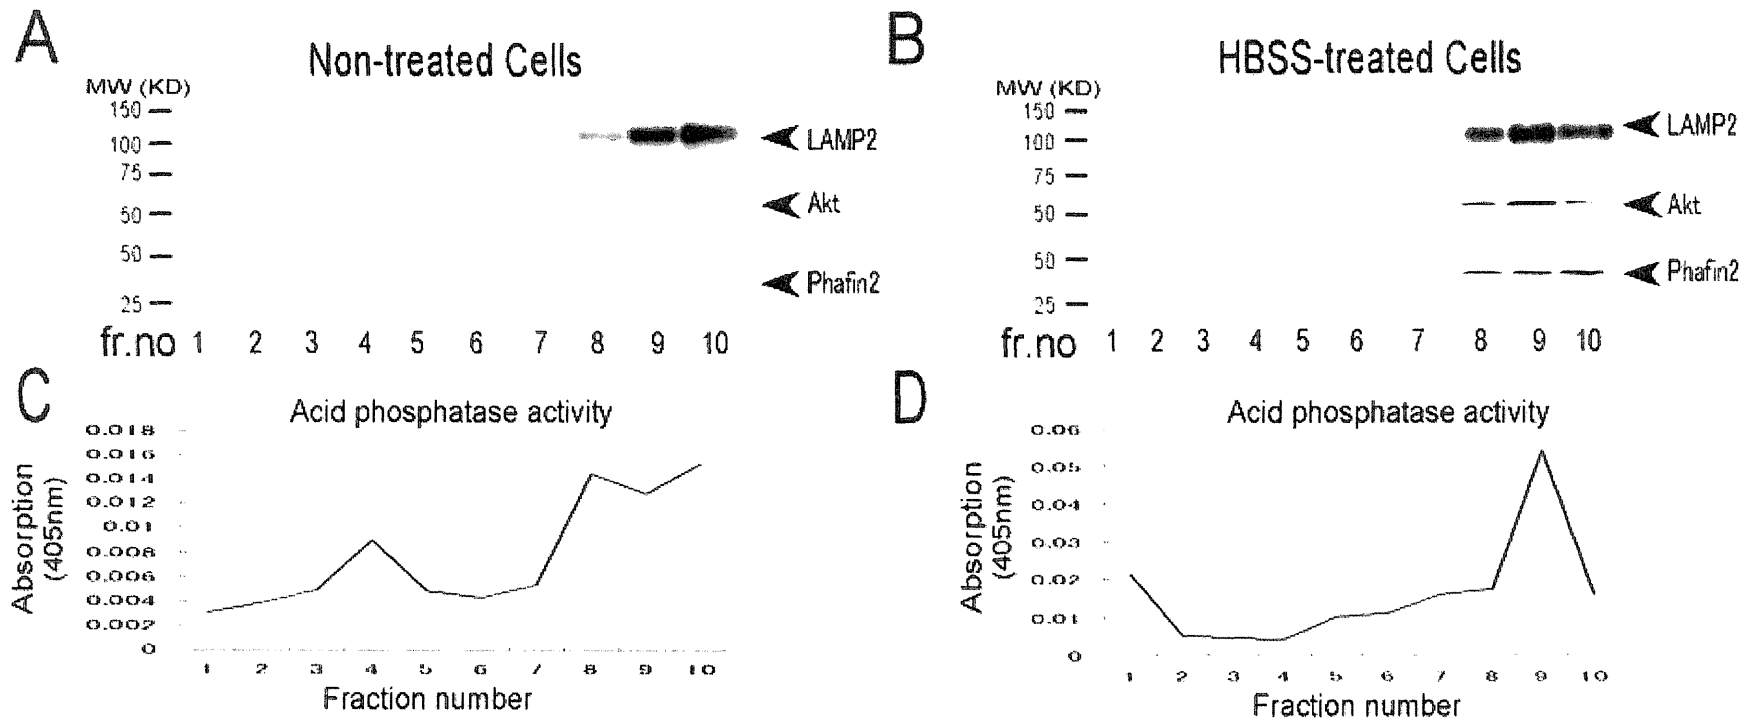 A
Non-treated Cells
MW (KD)
150
100
75
50
50
25
LAMP2
Akt
Phafin2
fr.no 1 2 3 4 5 6 7 8 9 10
B
HBSS-treated Cells
MW (KD)
150
100
75
50
50
25
LAMP2
Akt
Phafin2
fr.no 1 2 3 4 5 6 7 8 9 10
C
Acid phosphatase activity
Absorption
(405nm)
0.018
0.016
0.014
0.012
0.01
0.008
0.006
0.004
0.002
0
1 2 3 4 5 6 7 8 9 10
Fraction number
D
Acid phosphatase activity
Absorption
(405nm)
0.06
0.05
0.04
0.03
0.02
0.01
0
1 2 3 4 5 6 7 8 9 10
Fraction number